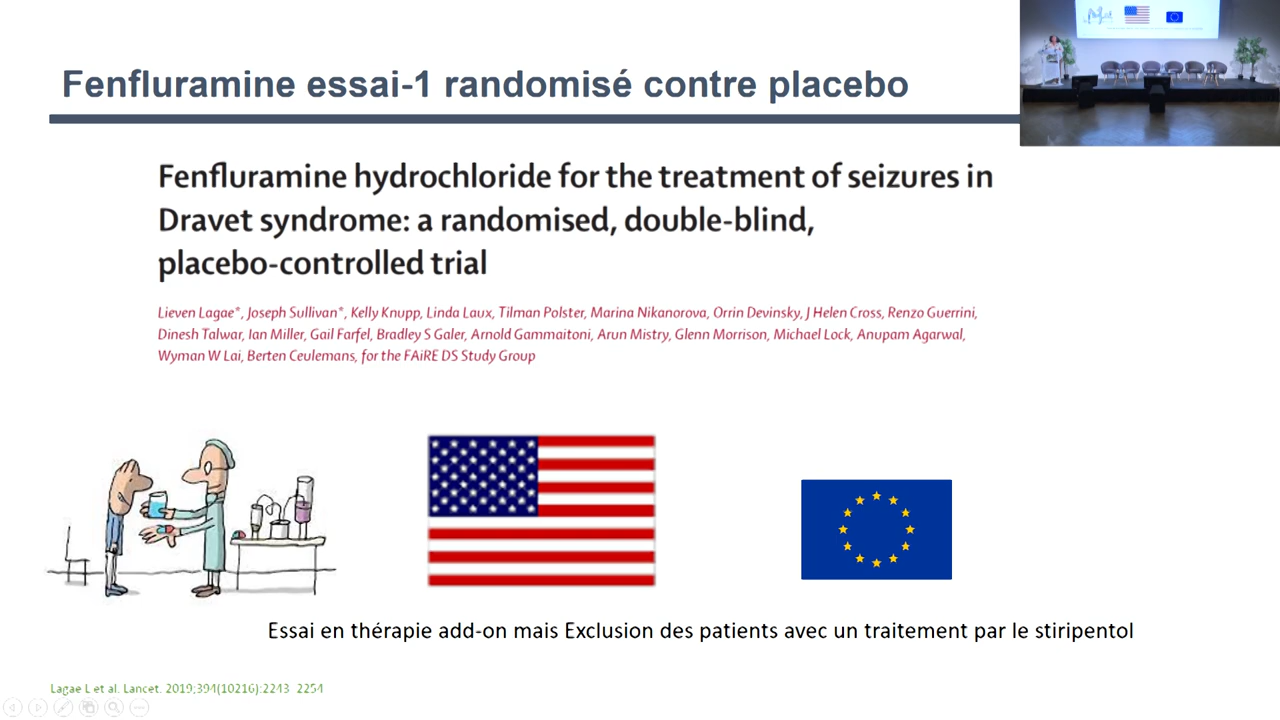 Fenfluramine essai-1 randomisé contre placebo
Fenfluramine hydrochloride for the treatment of seizures in
Dravet syndrome: a randomised, double-blind,
placebo-controlled trial
Lieven Lagae*, Joseph Sullivan*, Kelly Knupp, Linda Laux, Tilman Polster, Marina Nikanorova, Orrin Devinsky, J Helen Cross, Renzo Guerrini,
Dinesh Talwar, Ian Miller, Gail Farfel, Bradley S Galer, Arnold Gammaitoni, Arun Mistry, Glenn Morrison, Michael Lock, Anupam Agarwal,
Wyman W Lai, Berten Ceulemans, for the FAiRE DS Study Group
Essai en thérapie add-on mais Exclusion des patients avec un traitement par le stiripentol
Lagae L et al. Lancet. 2019;394(10216):2243-2254